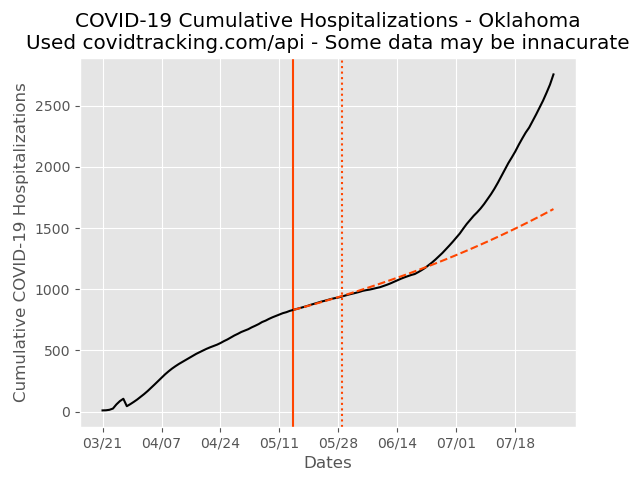 COVID-19 Cumulative Hospitalizations - Oklahoma
Used covidtracking.com/api - Some data may be innacurate
Cumulative COVID-19 Hospitalizations
2500
2000
1500
1000
500
0
03/21 04/07 04/24 05/11 05/28 06/14 07/01 07/18
Dates